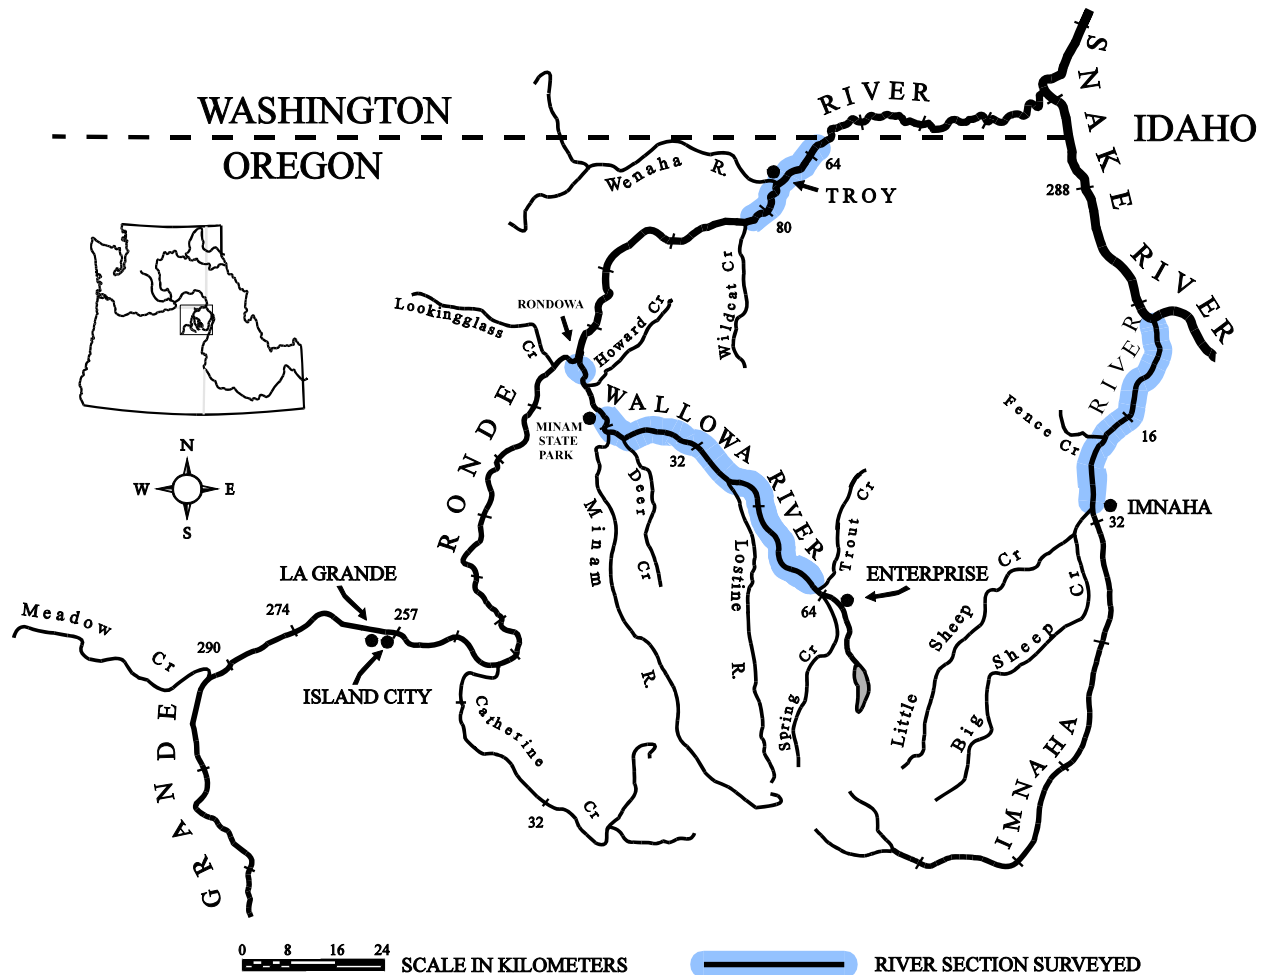 SNAKE
RIVER
WASHINGTON
IDAHO
OREGON
Wenaha R.
64
TROY
288
80
RIVER
Wildcat Cr
Lookingglass Cr
RONDOWA
Howard Cr
RIVER
WALLOWA RIVER
Fence Cr
MINAM
STATE
PARK
16
32
RONDE
N
W
E
S
Deer Cr
Minam R.
Lostine R.
Trout Cr
IMNAHA
32
LA GRANDE
ENTERPRISE
Little Sheep Cr
Big Sheep Cr
Meadow Cr
274
257
64
290
ISLAND CITY
Spring Cr
Catherine Cr
GRANDE
IMNAHA
32
0 8 16 24
SCALE IN KILOMETERS
RIVER SECTION SURVEYED